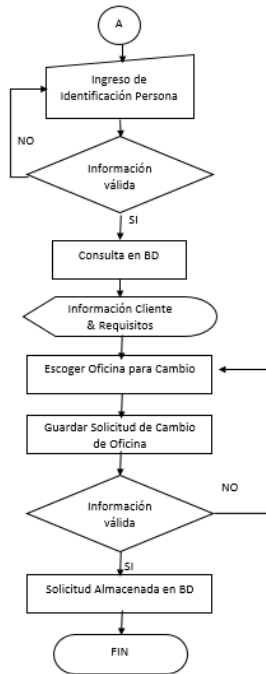 A
Ingreso de
Identificación Persona
NO
Información
válida
SI
Consulta en BD
Información Cliente
& Requisitos
Escoger Oficina para Cambio
Guardar Solicitud de Cambio
de Oficina
Información
válida
NO
SI
Solicitud Almacenada en BD
FIN